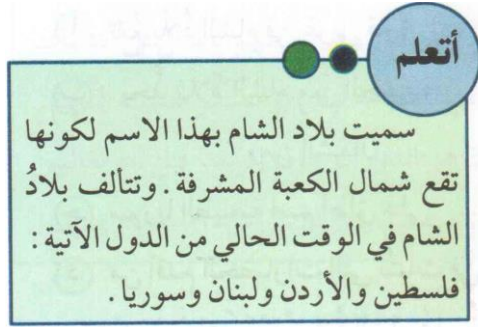 أتعلم
سميت بلاد الشام بهذا الاسم لكونها
تقع شمال الكعبة المشرفة . وتتألف بلادُ
الشام في الوقت الحالي من الدول الآتية :
فلسطين والأردن ولبنان وسوريا .